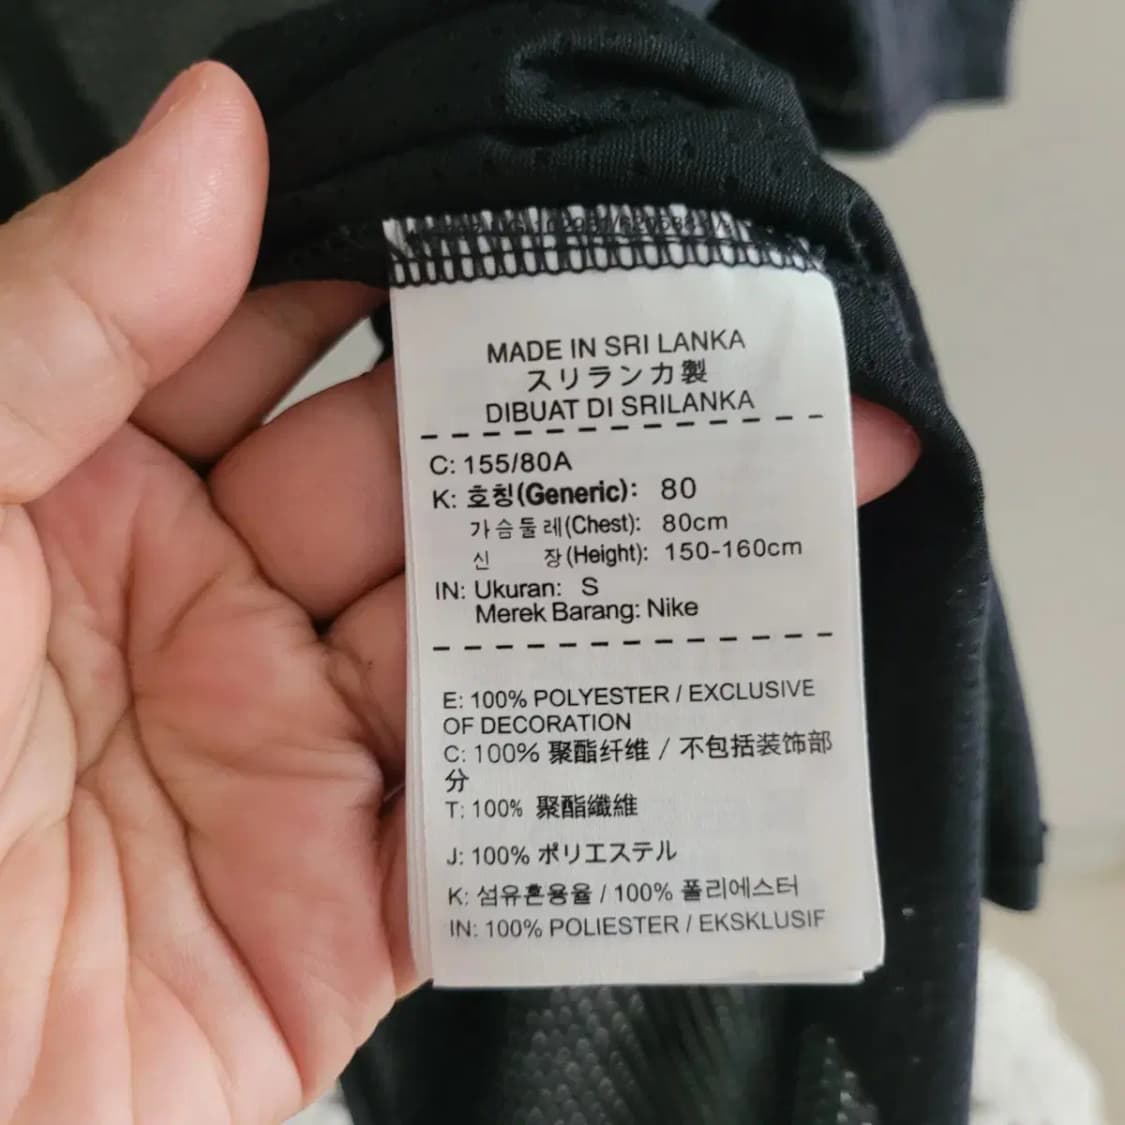 MADE IN SRI LANKA
スリランカ製
DIBUAT DI SRILANKA
C: 155/80A
K: 호칭(Generic): 80
가슴둘레(Chest): 80cm
신 장(Height): 150-160cm
IN: Ukuran: S
Merek Barang: Nike
E: 100% POLYESTER / EXCLUSIVE
OF DECORATION
C: 100% 聚酯纤维 / 不包括装饰部
分
T: 100% 聚酯纖維
J: 100% ポリエステル
K: 섬유혼용율 / 100% 폴리에스터
IN: 100% POLIESTER / EKSKLUSIF